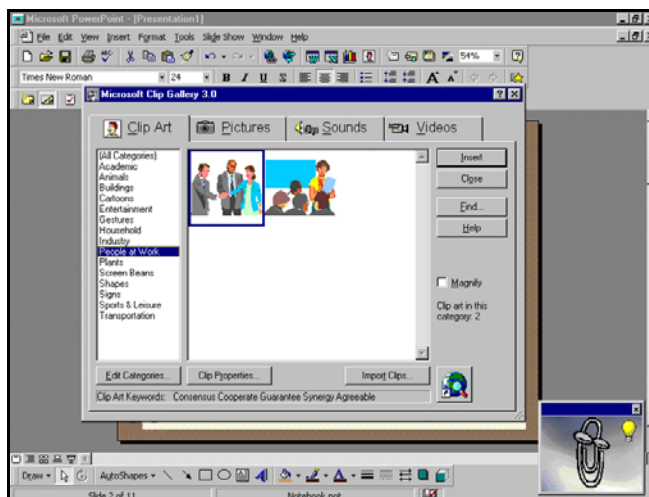 Microsoft PowerPoint - [Presentation1]
File Edit View Insert Format Tools Slide Show Window Help
54%
Times New Roman 24 B I U S A A
Microsoft Clip Gallery 3.0
Clip Art Pictures Sounds Videos
(All Categories)
Academic
Animals
Buildings
Cartoons
Entertainment
Gestures
Household
Industry
People at Work
Plants
Screen Beans
Shapes
Signs
Sports & Leisure
Transportation
Insert
Close
Find...
Help
Magnify
Clip art in this
category: 2
Edit Categories... Clip Properties... Import Clips...
Clip Art Keywords: Consensus Cooperate Guarantee Synergy Agreeable
Draw AutoShapes
Slide 2 of 11 Notebook.pot